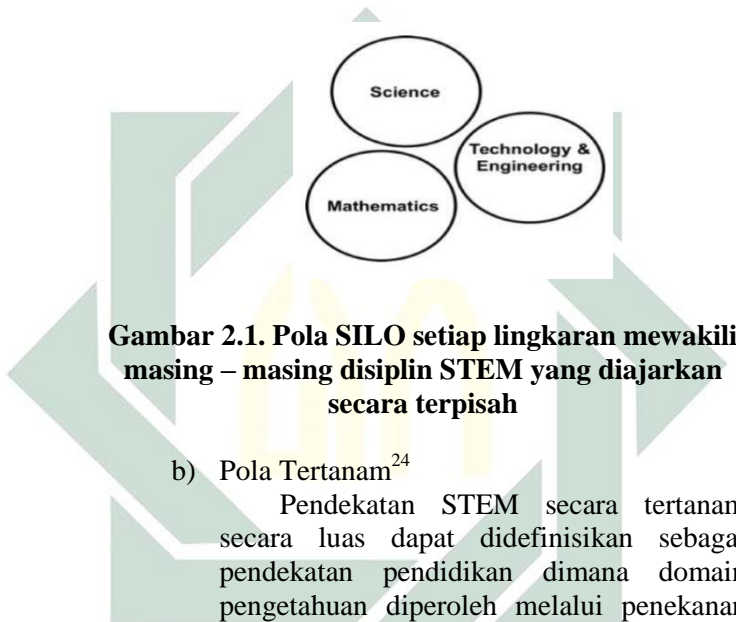 Science
Technology &
Engineering
Mathematics
Gambar 2.1. Pola SILO setiap lingkaran mewakili
masing – masing disiplin STEM yang diajarkan
secara terpisah
b) Pola Tertanam24
Pendekatan STEM secara tertanam
secara luas dapat didefinisikan sebaga
pendekatan pendidikan dimana domain
pengetahuan diperoleh melalui penekanan